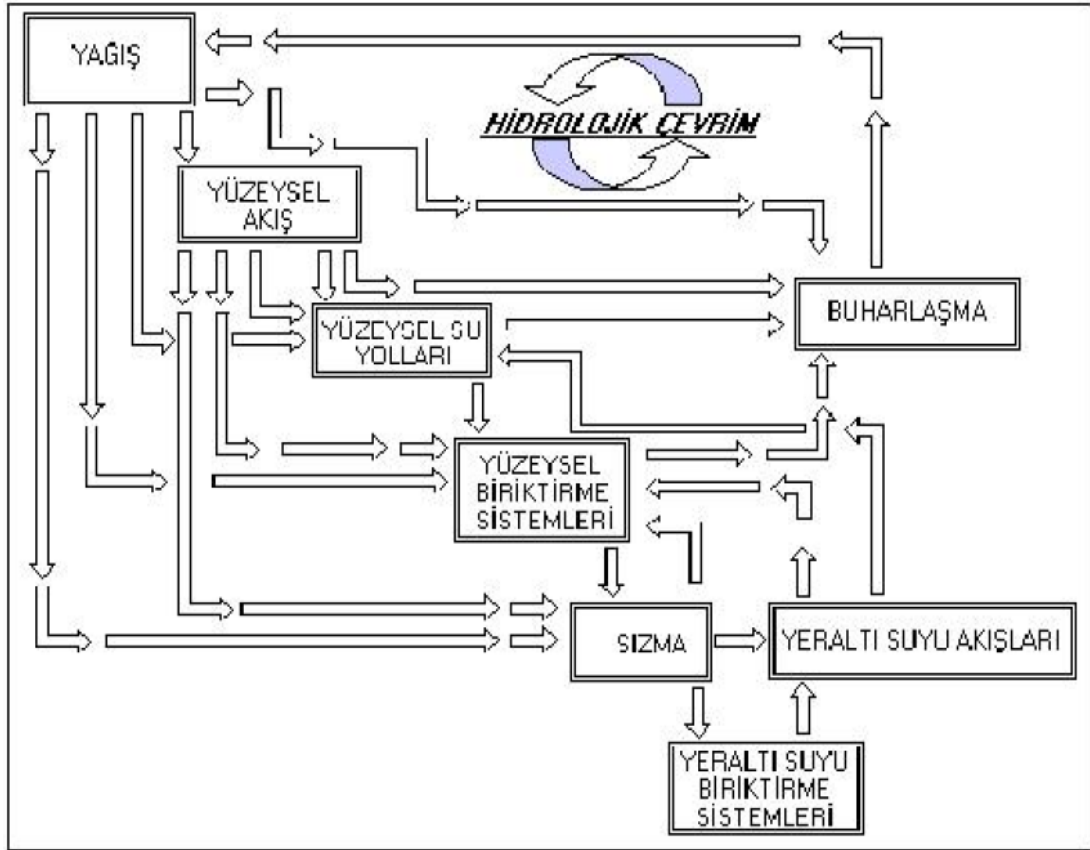 YAĞIŞ
HİDROLOJİK ÇEVRİM
YÜZEYSEL
AKIŞ
BUHARLAŞMA
YÜZEYSEL SU
YOLLARI
YÜZEYSEL
BİRİKTİRME
SİSTEMLERİ
SIZMA
YERALTI SUYU AKIŞLARI
YERALTI SUYU
BİRİKTİRME
SİSTEMLERİ